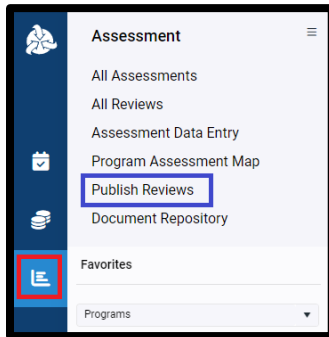 Assessment
All Assessments
All Reviews
Assessment Data Entry
Program Assessment Map
Publish Reviews
Document Repository
Favorites
Programs